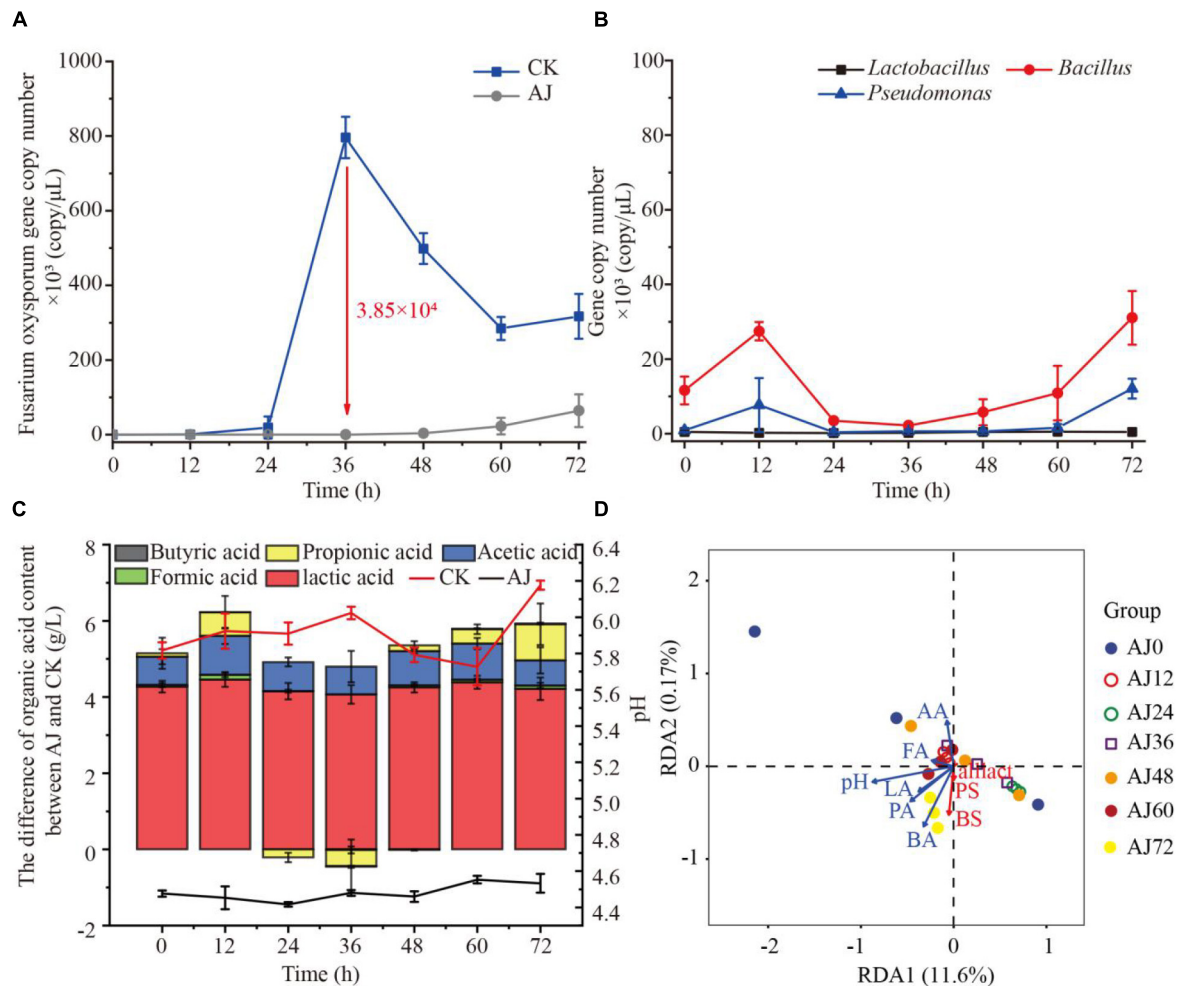 A
Fusarium oxysporum gene copy number
×10³ (copy/μL)
1000
800
600
400
200
0
CK
AJ
3.85×10⁴
0 12 24 36 48 60 72
Time (h)
B
Gene copy number
×10³ (copy/μL)
100
80
60
40
20
0
Lactobacillus Bacillus
Pseudomonas
0 12 24 36 48 60 72
Time (h)
C
The difference of organic acid content
between AJ and CK (g/L)
8
6
4
2
0
-2
Butyric acid Propionic acid Acetic acid
Formic acid lactic acid CK AJ
6.4
6.2
6.0
5.8
5.6
5.4
5.2
5.0
4.8
4.6
4.4
pH
0 12 24 36 48 60 72
Time (h)
D
RDA2 (0.17%)
2
1
0
-1
AA
FA
pH
LA
PA
BA
PS
BS
-2 -1 0 1
RDA1 (11.6%)
Group
AJ0
AJ12
AJ24
AJ36
AJ48
AJ60
AJ72